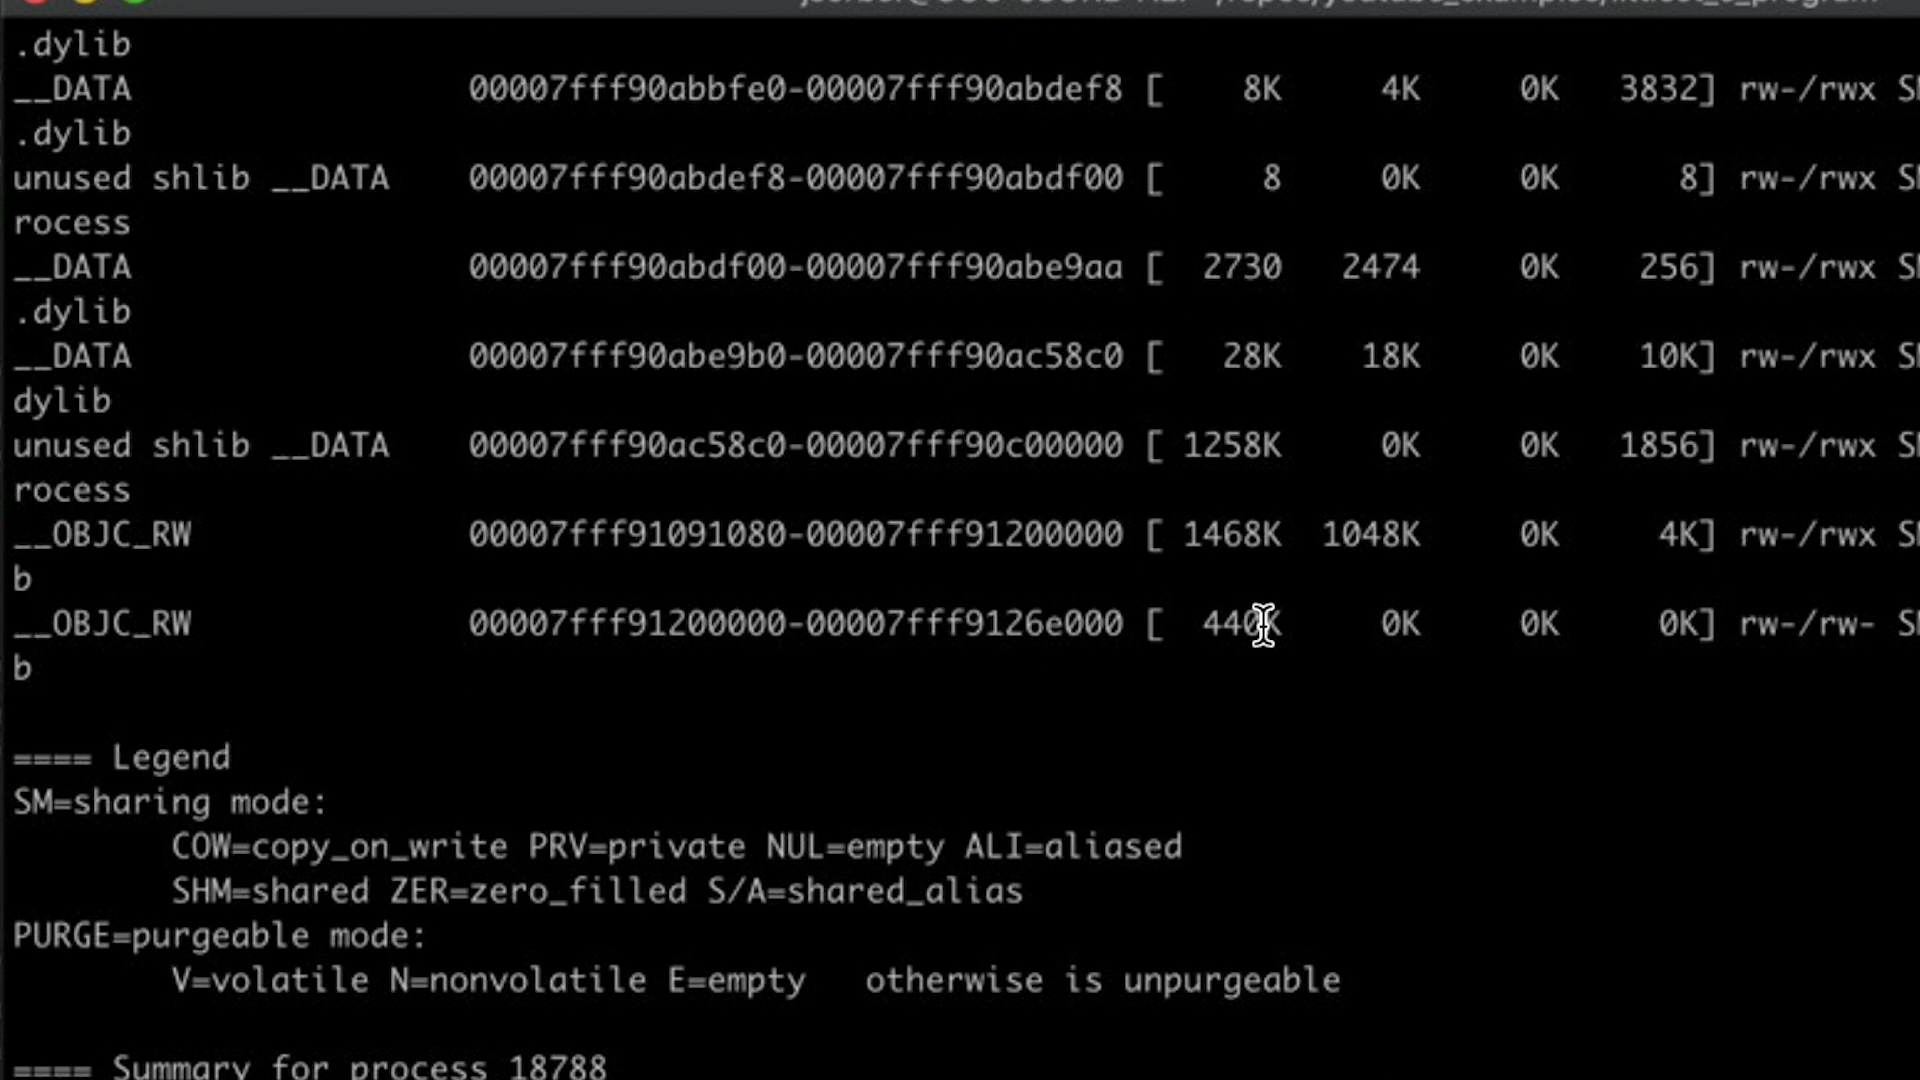 .dylib
__DATA 00007fff90abbfe0-00007fff90abdef8 [ 8K 4K 0K 3832] rw-/rwx
.dylib
unused shlib __DATA 00007fff90abdef8-00007fff90abdf00 [ 8 0K 0K 8] rw-/rwx
rocess
__DATA 00007fff90abdf00-00007fff90abe9aa [ 2730 2474 0K 256] rw-/rwx
.dylib
__DATA 00007fff90abe9b0-00007fff90ac58c0 [ 28K 18K 0K 10K] rw-/rwx
dylib
unused shlib __DATA 00007fff90ac58c0-00007fff90c00000 [ 1258K 0K 0K 1856] rw-/rwx
rocess
__OBJC_RW 00007fff91091080-00007fff91200000 [ 1468K 1048K 0K 4K] rw-/rwx
b
__OBJC_RW 00007fff91200000-00007fff9126e000 [ 440K 0K 0K 0K] rw-/rw-
b
==== Legend
SM=sharing mode:
COW=copy_on_write PRV=private NUL=empty ALI=aliased
SHM=shared ZER=zero_filled S/A=shared_alias
PURGE=purgeable mode:
V=volatile N=nonvolatile E=empty otherwise is unpurgeable
==== Summary for process 18788